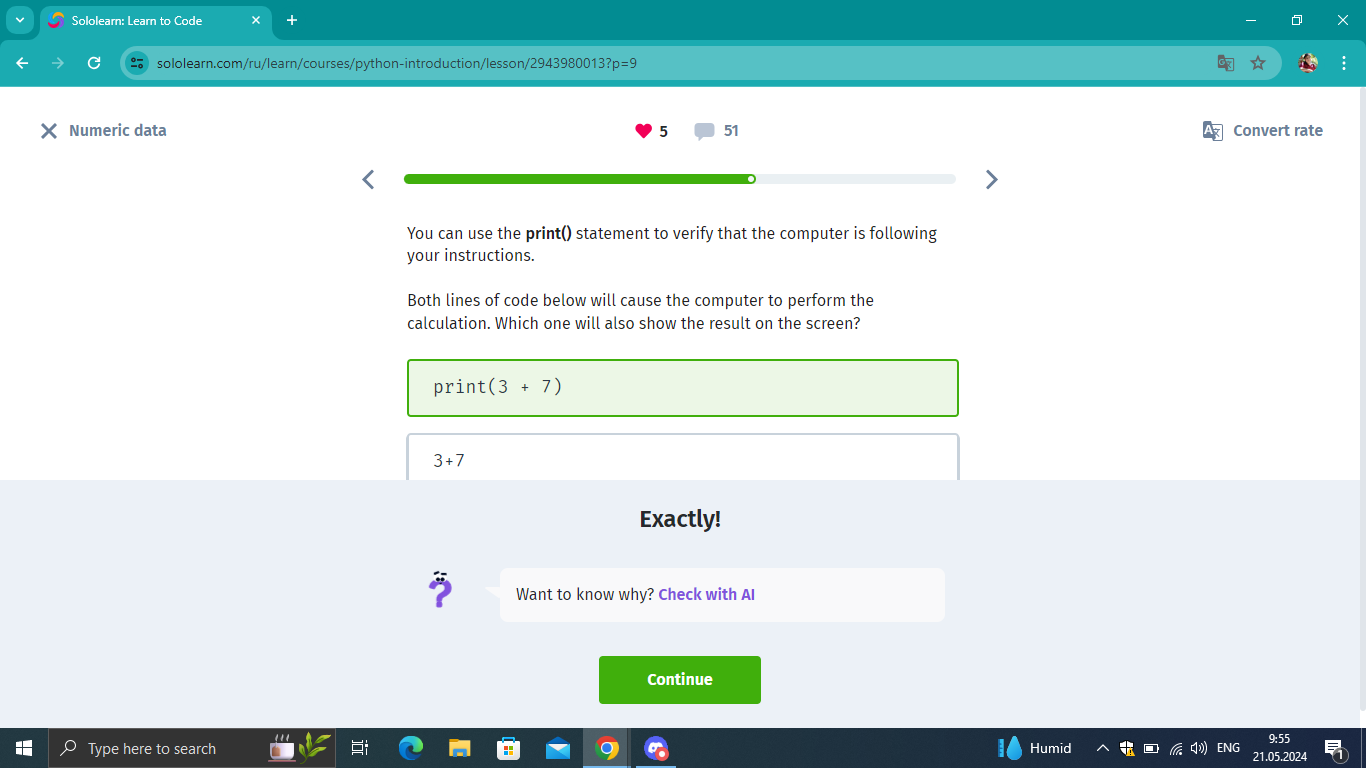 Sololearn: Learn to Code
sololearn.com/ru/learn/courses/python-introduction/lesson/2943980013?p=9
Numeric data
5
51
Convert rate
You can use the print() statement to verify that the computer is following
your instructions.
Both lines of code below will cause the computer to perform the
calculation. Which one will also show the result on the screen?
print(3 + 7)
3+7
Exactly!
Want to know why? Check with AI
Continue
Type here to search
Humid
ENG
9:55
21.05.2024
1